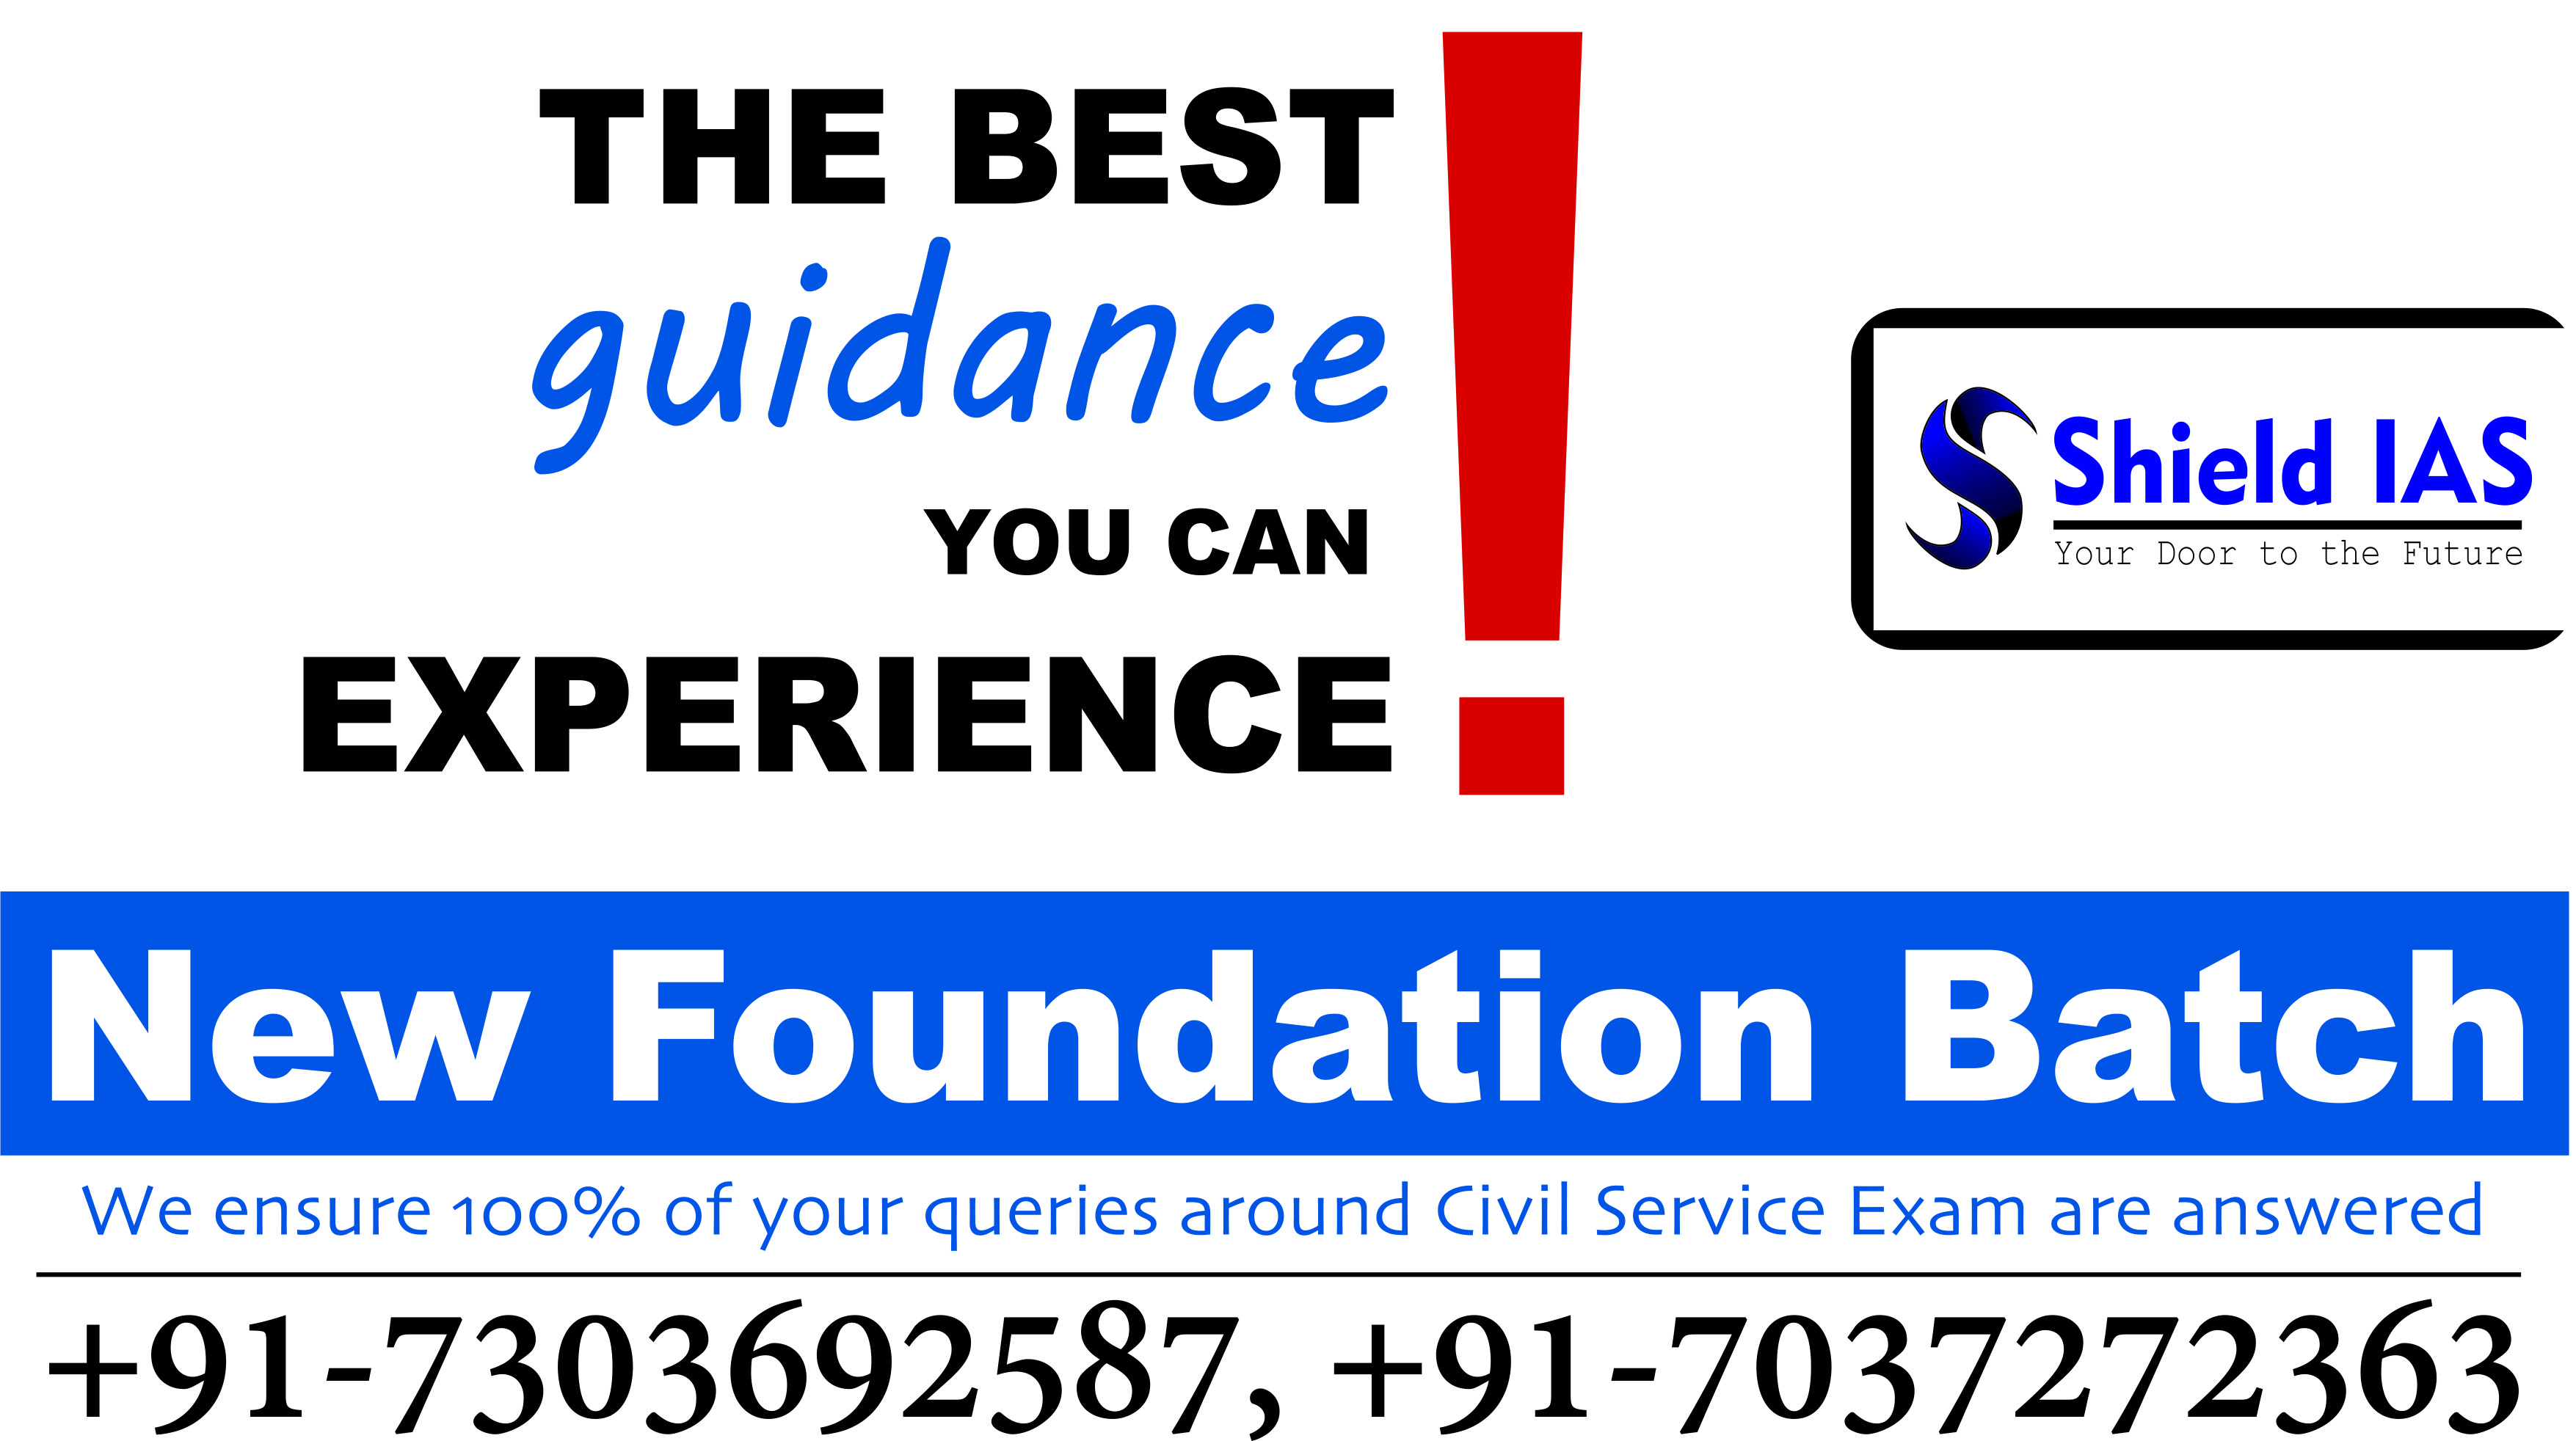 THE BEST
guidance
YOU CAN
EXPERIENCE!
Shield IAS
Your Door to the Future
New Foundation Batch
We ensure 100% of your queries around Civil Service Exam are answered
+91-7303692587, +91-7037272363